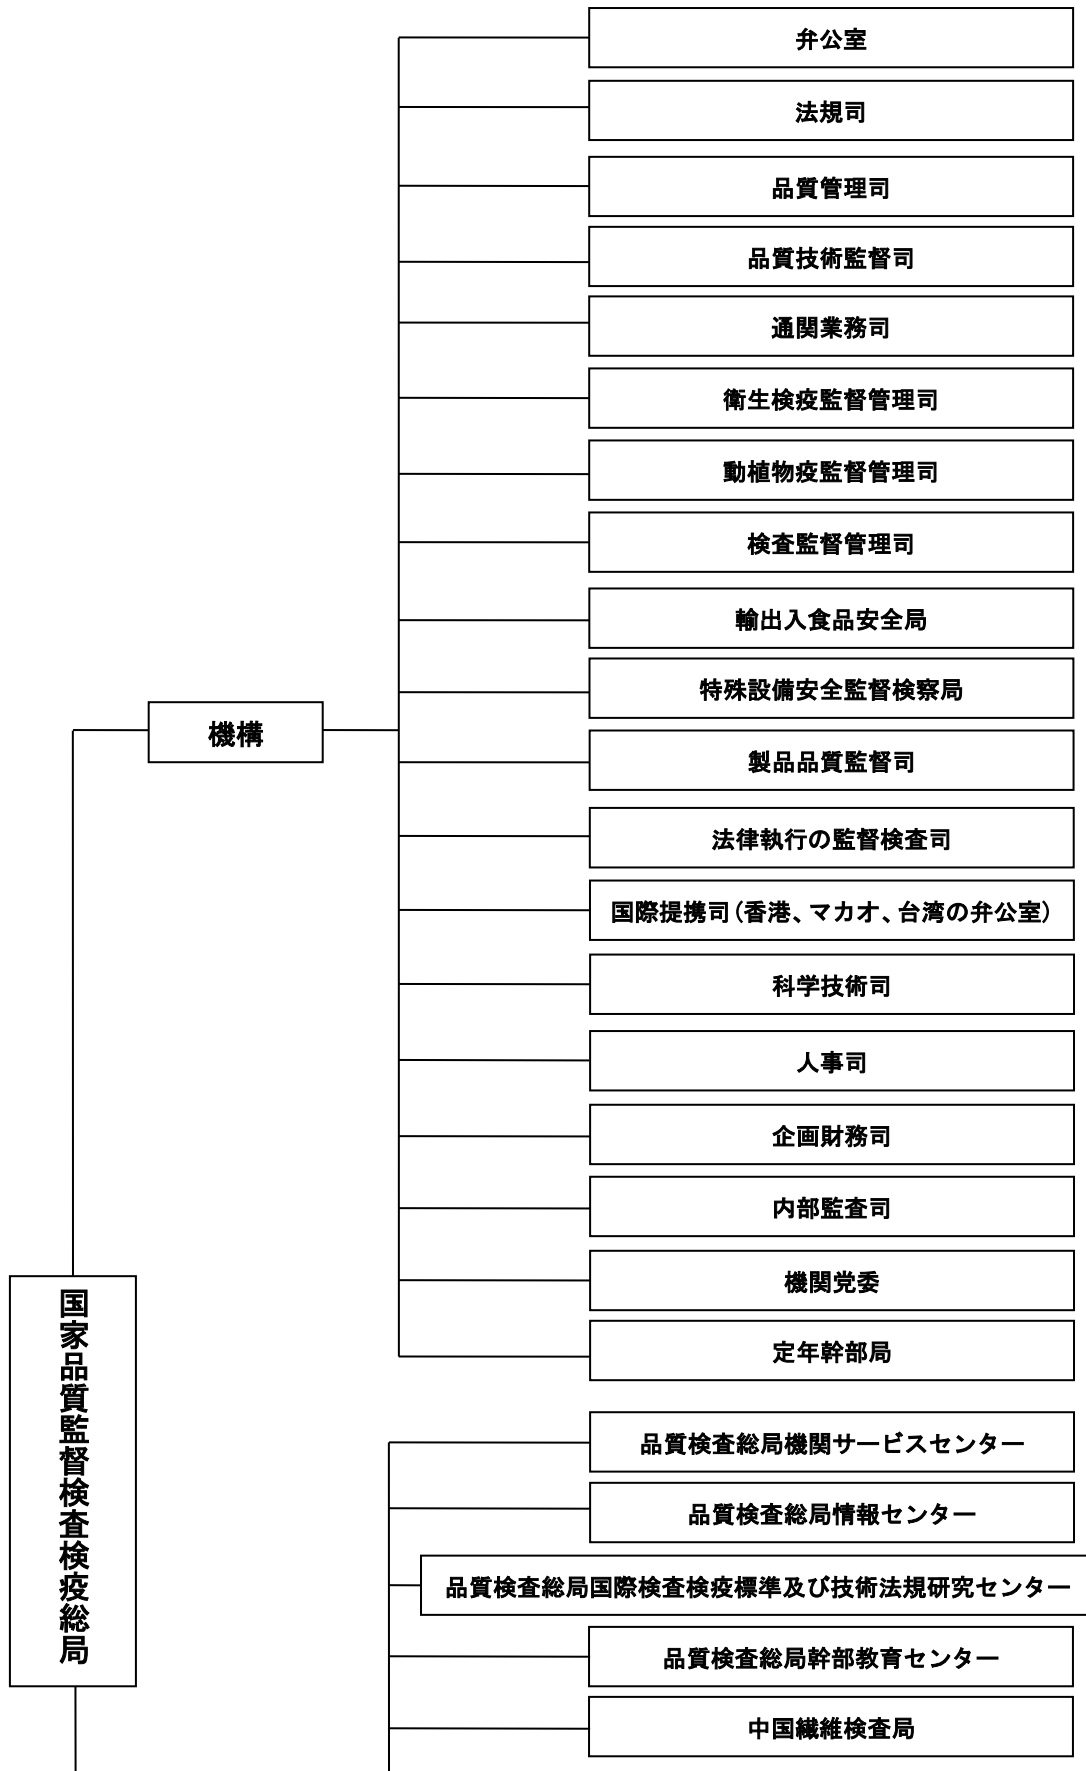 弁公室
法規司
品質管理司
品質技術監督司
通関業務司
衛生検疫監督管理司
動植物疫監督管理司
検査監督管理司
輸出入食品安全局
特殊設備安全監督検察局
機構
製品品質監督司
法律執行の監督検査司
国際提携司(香港、マカオ、台湾の弁公室)
科学技術司
人事司
企画財務司
内部監査司
機関党委
定年幹部局
国家品質監督検査検疫総局
品質検査総局機関サービスセンター
品質検査総局情報センター
品質検査総局国際検査検疫標準及び技術法規研究センター
品質検査総局幹部教育センター
中国繊維検査局